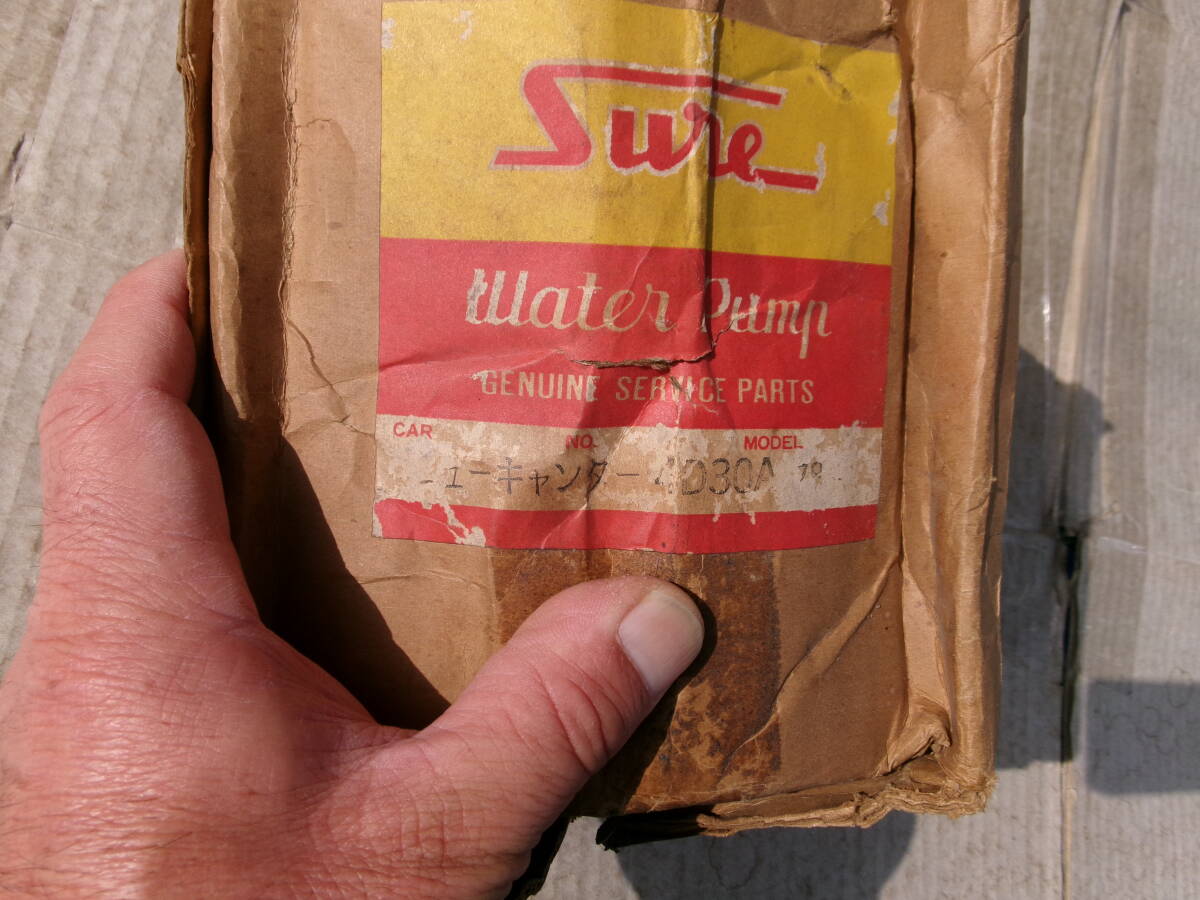 Sure
Water Pump
GENUINE SERVICE PARTS
CAR NO. MODEL
ニューキャンター 4D30A